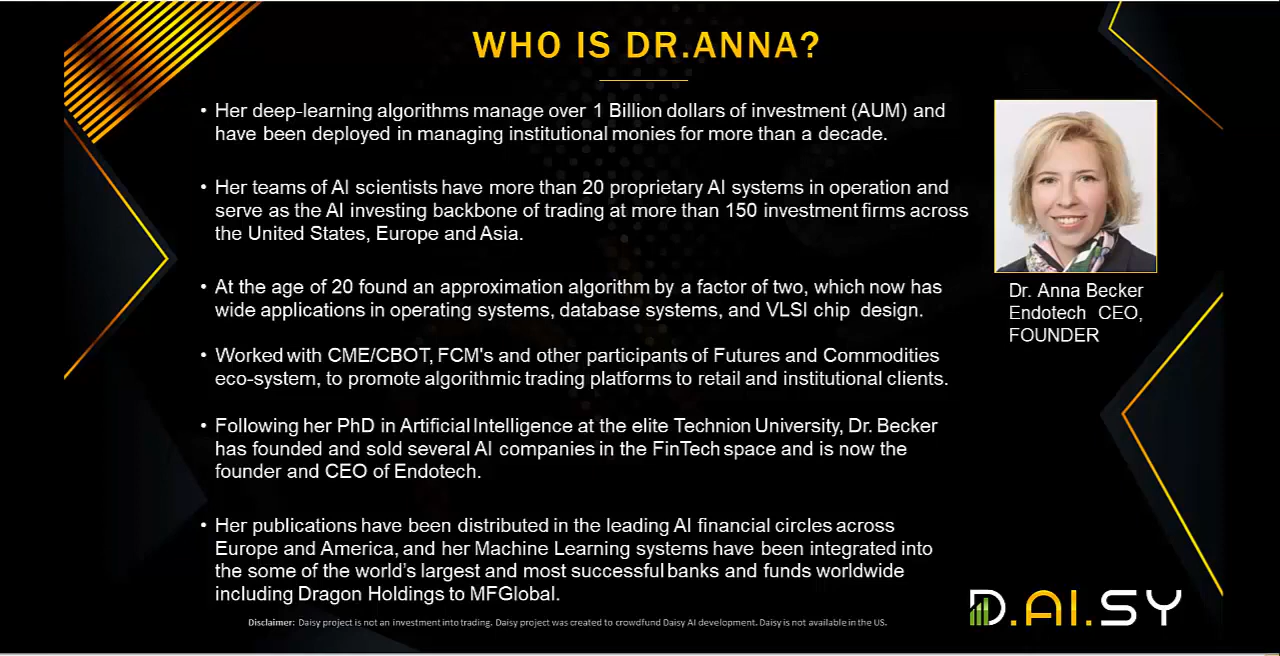 WHO IS DR.ANNA?
• Her deep-learning algorithms manage over 1 Billion dollars of investment (AUM) and
have been deployed in managing institutional monies for more than a decade.
• Her teams of AI scientists have more than 20 proprietary AI systems in operation and
serve as the AI investing backbone of trading at more than 150 investment firms across
the United States, Europe and Asia.
• At the age of 20 found an approximation algorithm by a factor of two, which now has
wide applications in operating systems, database systems, and VLSI chip design.
• Worked with CME/CBOT, FCM's and other participants of Futures and Commodities
eco-system, to promote algorithmic trading platforms to retail and institutional clients.
• Following her PhD in Artificial Intelligence at the elite Technion University, Dr. Becker
has founded and sold several AI companies in the FinTech space and is now the
founder and CEO of Endotech.
• Her publications have been distributed in the leading AI financial circles across
Europe and America, and her Machine Learning systems have been integrated into
the some of the world's largest and most successful banks and funds worldwide
including Dragon Holdings to MFGlobal.
Dr. Anna Becker
Endotech CEO,
FOUNDER
Disclaimer: Daisy project is not an investment into trading. Daisy project was created to crowdfund Daisy AI development. Daisy is not available in the US.
D.AI.SY